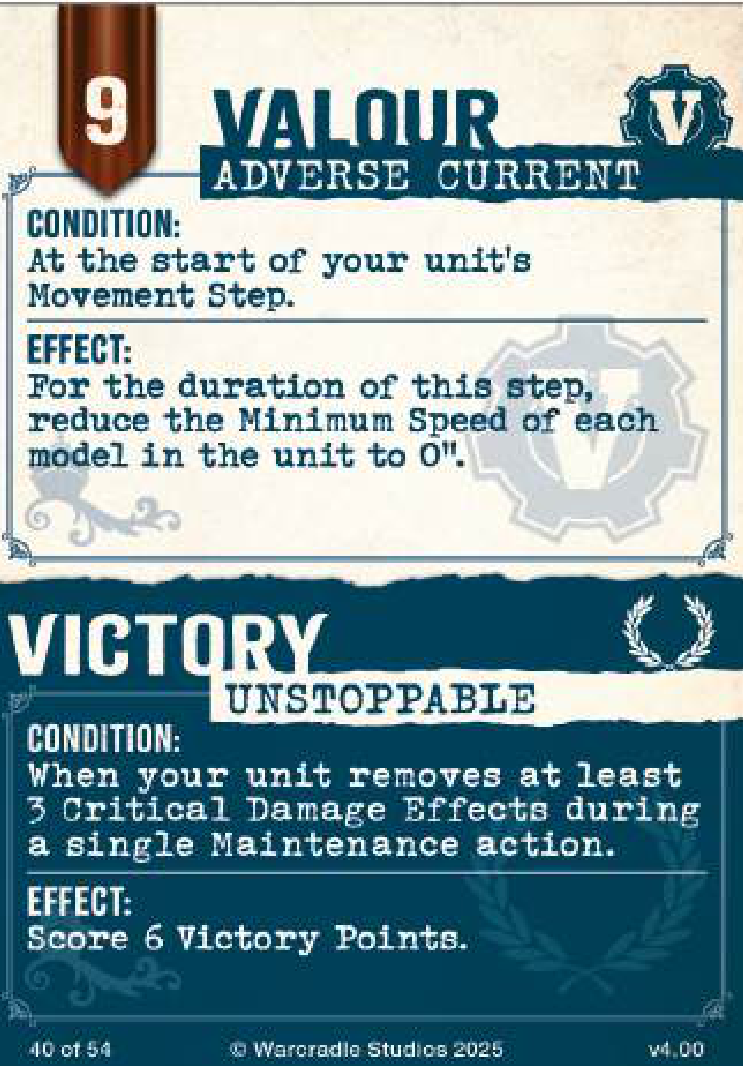 9
VALOUR
V
ADVERSE CURRENT
CONDITION:
At the start of your unit's
Movement Step.
EFFECT:
For the duration of this step,
reduce the Minimum Speed of each
model in the unit to 0".
V
VICTORY
UNSTOPPABLE
CONDITION:
When your unit removes at least
3 Critical Damage Effects during
a single Maintenance action.
EFFECT:
Score 6 Victory Points.
40 of 54 © Warcradle Studios 2025 v4.00